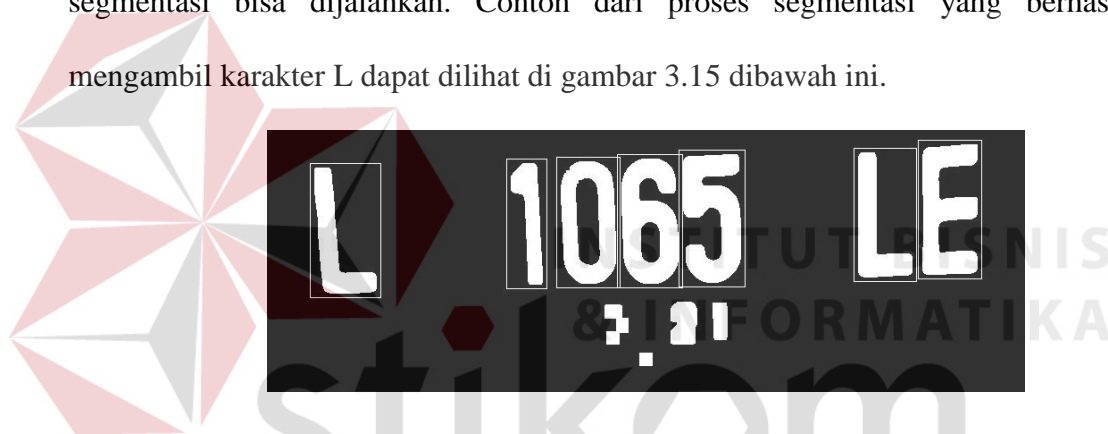 segmentasi bisa dijalankan. Contoh dari proses segmentasi yang
mengambil karakter L dapat dilihat di gambar 3.15 dibawah ini.
L 1065 LE
INSTITUT BISNIS
& INFORMATIKA
stikom